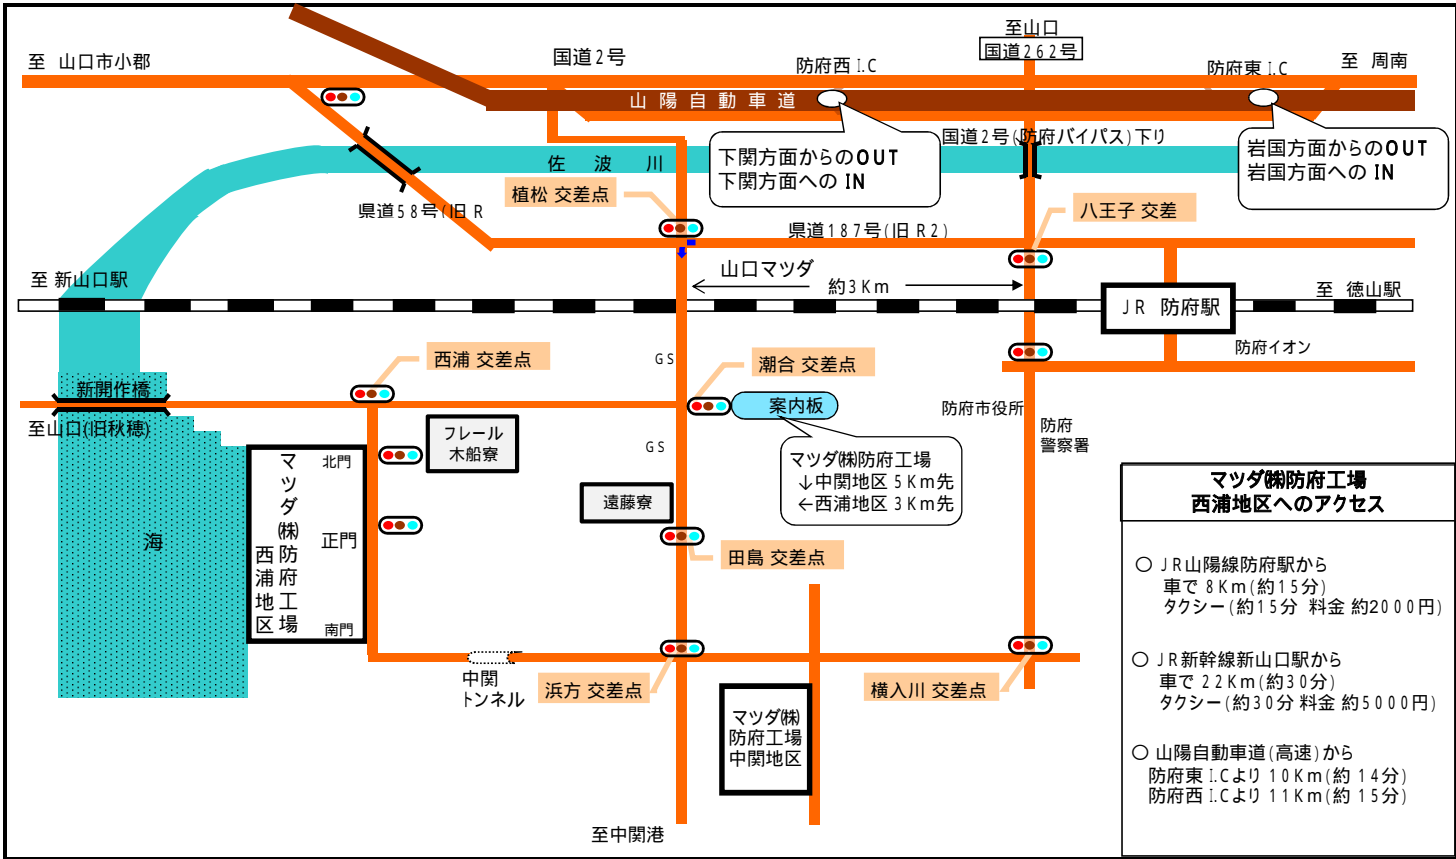 至山口
国道262号
至 山口市小郡
国道2号
防府西 I.C
防府東 I.C
至 周南
山 陽 自 動 車 道
国道2号(防府バイパス)下り
下関方面からのOUT
下関方面への IN
岩国方面からのOUT
岩国方面への IN
佐 波 川
植松 交差点
県道58号(旧 R
八王子 交差
県道187号(旧 R2)
至 新山口駅
山口マツダ
約3Km
至 徳山駅
JR 防府駅
防府イオン
西浦 交差点
GS
潮合 交差点
新開作橋
案内板
防府市役所
至山口(旧秋穂)
防府
警察署
フレール
木船寮
GS
マツダ(株)防府工場
↓中関地区 5Km先
←西浦地区 3Km先
北門
マツダ(株)防府工場
西浦地区
正門
南門
海
遠藤寮
田島 交差点
中関
トンネル
浜方 交差点
横入川 交差点
マツダ(株)
防府工場
中関地区
至中関港
マツダ(株)防府工場
西浦地区へのアクセス
○ JR山陽線防府駅から
車で 8Km(約15分)
タクシー(約15分 料金 約2000円)
○ JR新幹線新山口駅から
車で 22Km(約30分)
タクシー(約30分 料金 約5000円)
○ 山陽自動車道(高速)から
防府東 I.Cより 10Km(約 14分)
防府西 I.Cより 11Km(約 15分)